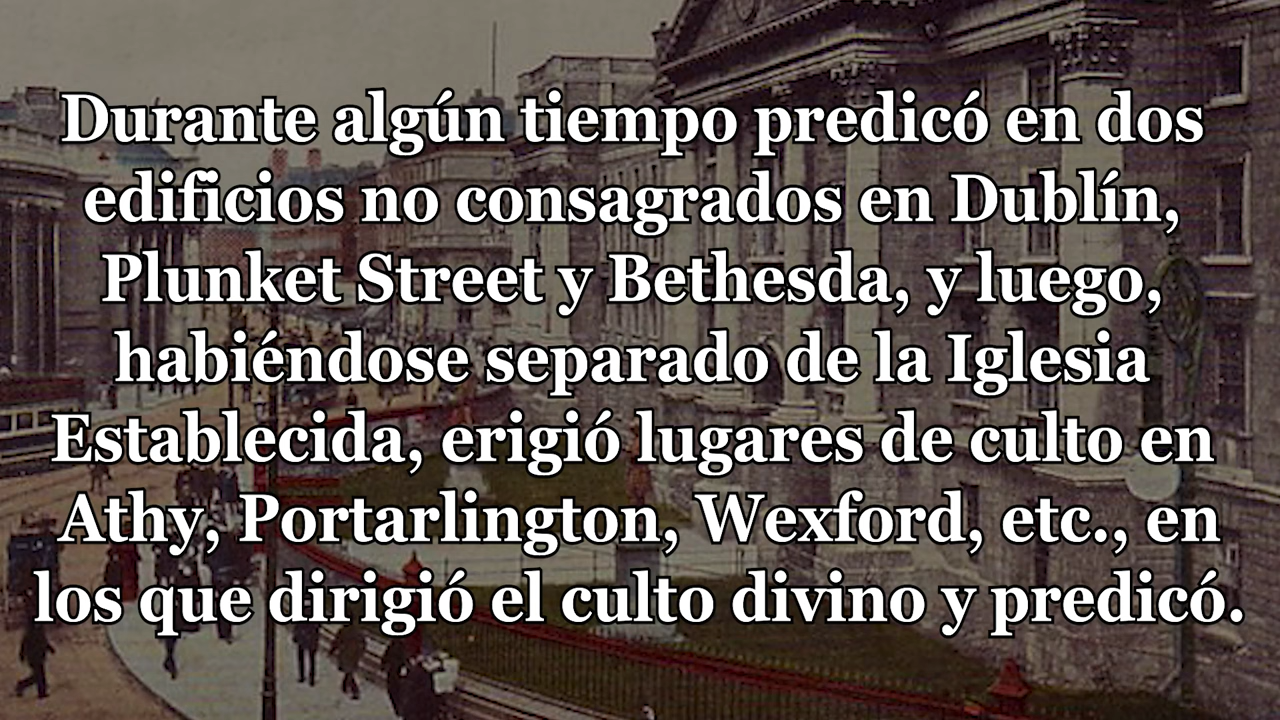 Durante algún tiempo predicó en dos
edificios no consagrados en Dublín,
Plunket Street y Bethesda, y luego,
habiéndose separado de la Iglesia
Establecida, erigió lugares de culto en
Athy, Portarlington, Wexford, etc., en
los que dirigió el culto divino y predicó.